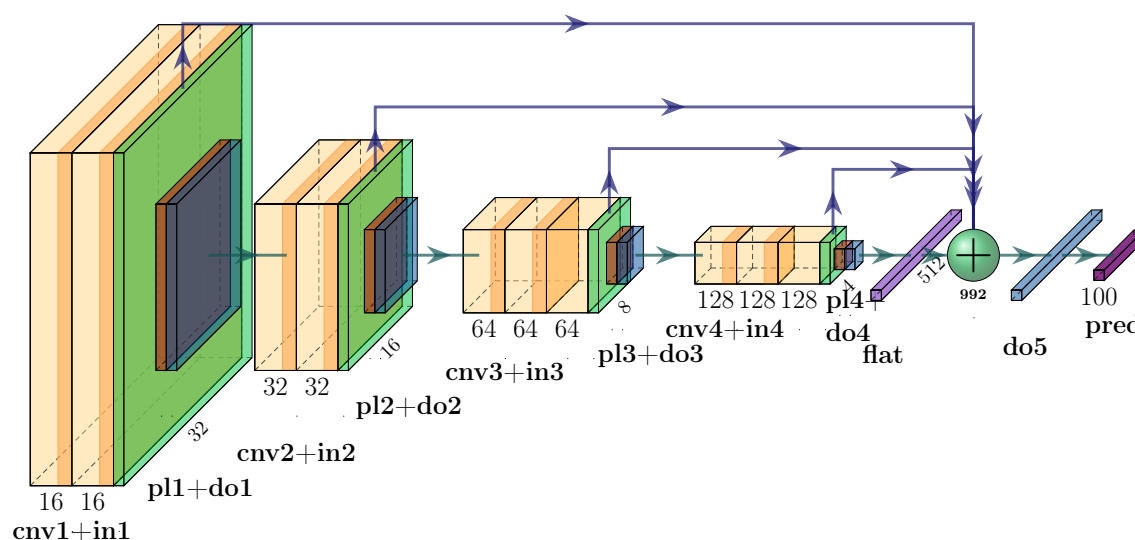 16 16
cnv1+in1
32
pl1+do1
32 32
cnv2+in2
16
pl2+do2
64 64 64
cnv3+in3
8
pl3+do3
128 128 128
cnv4+in4
4
pl4+
do4
512
flat
992
do5
100
pred